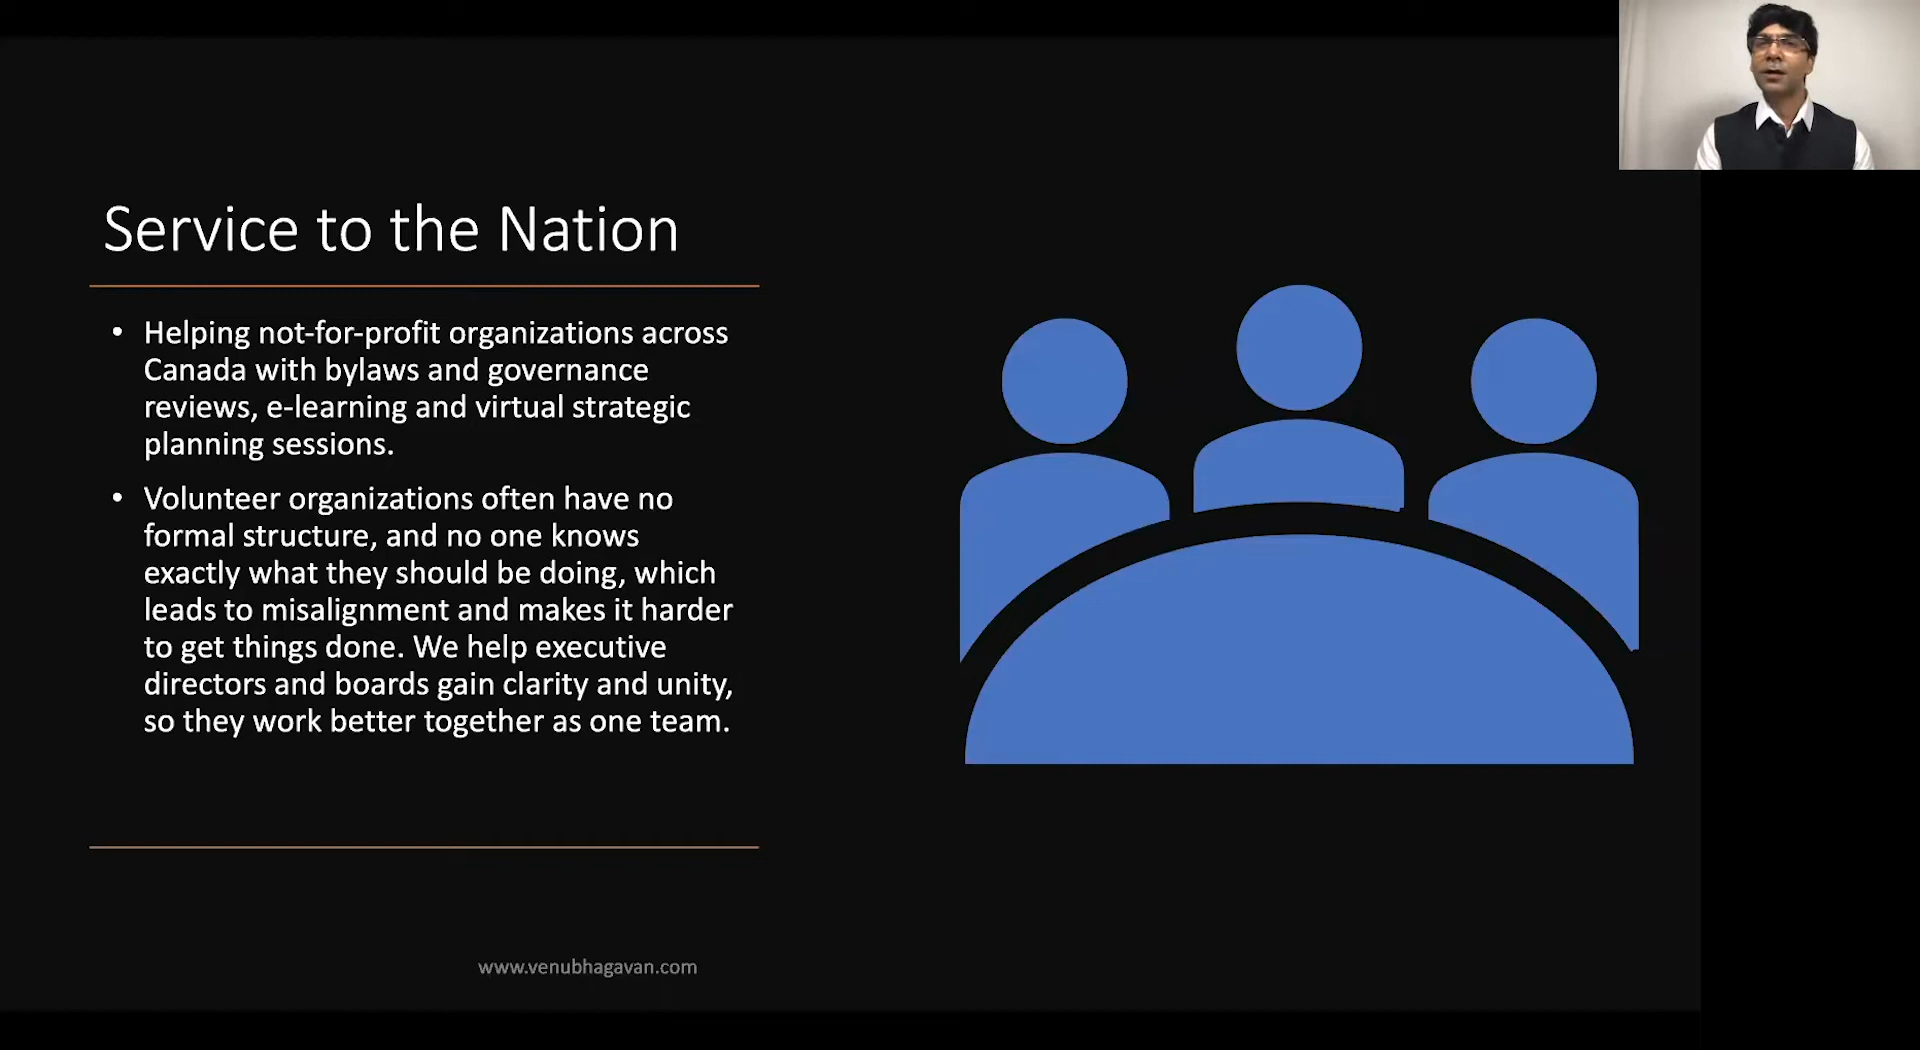 Service to the Nation
• Helping not-for-profit organizations across
Canada with bylaws and governance
reviews, e-learning and virtual strategic
planning sessions.
• Volunteer organizations often have no
formal structure, and no one knows
exactly what they should be doing, which
leads to misalignment and makes it harder
to get things done. We help executive
directors and boards gain clarity and unity,
so they work better together as one team.
www.venubhagavan.com